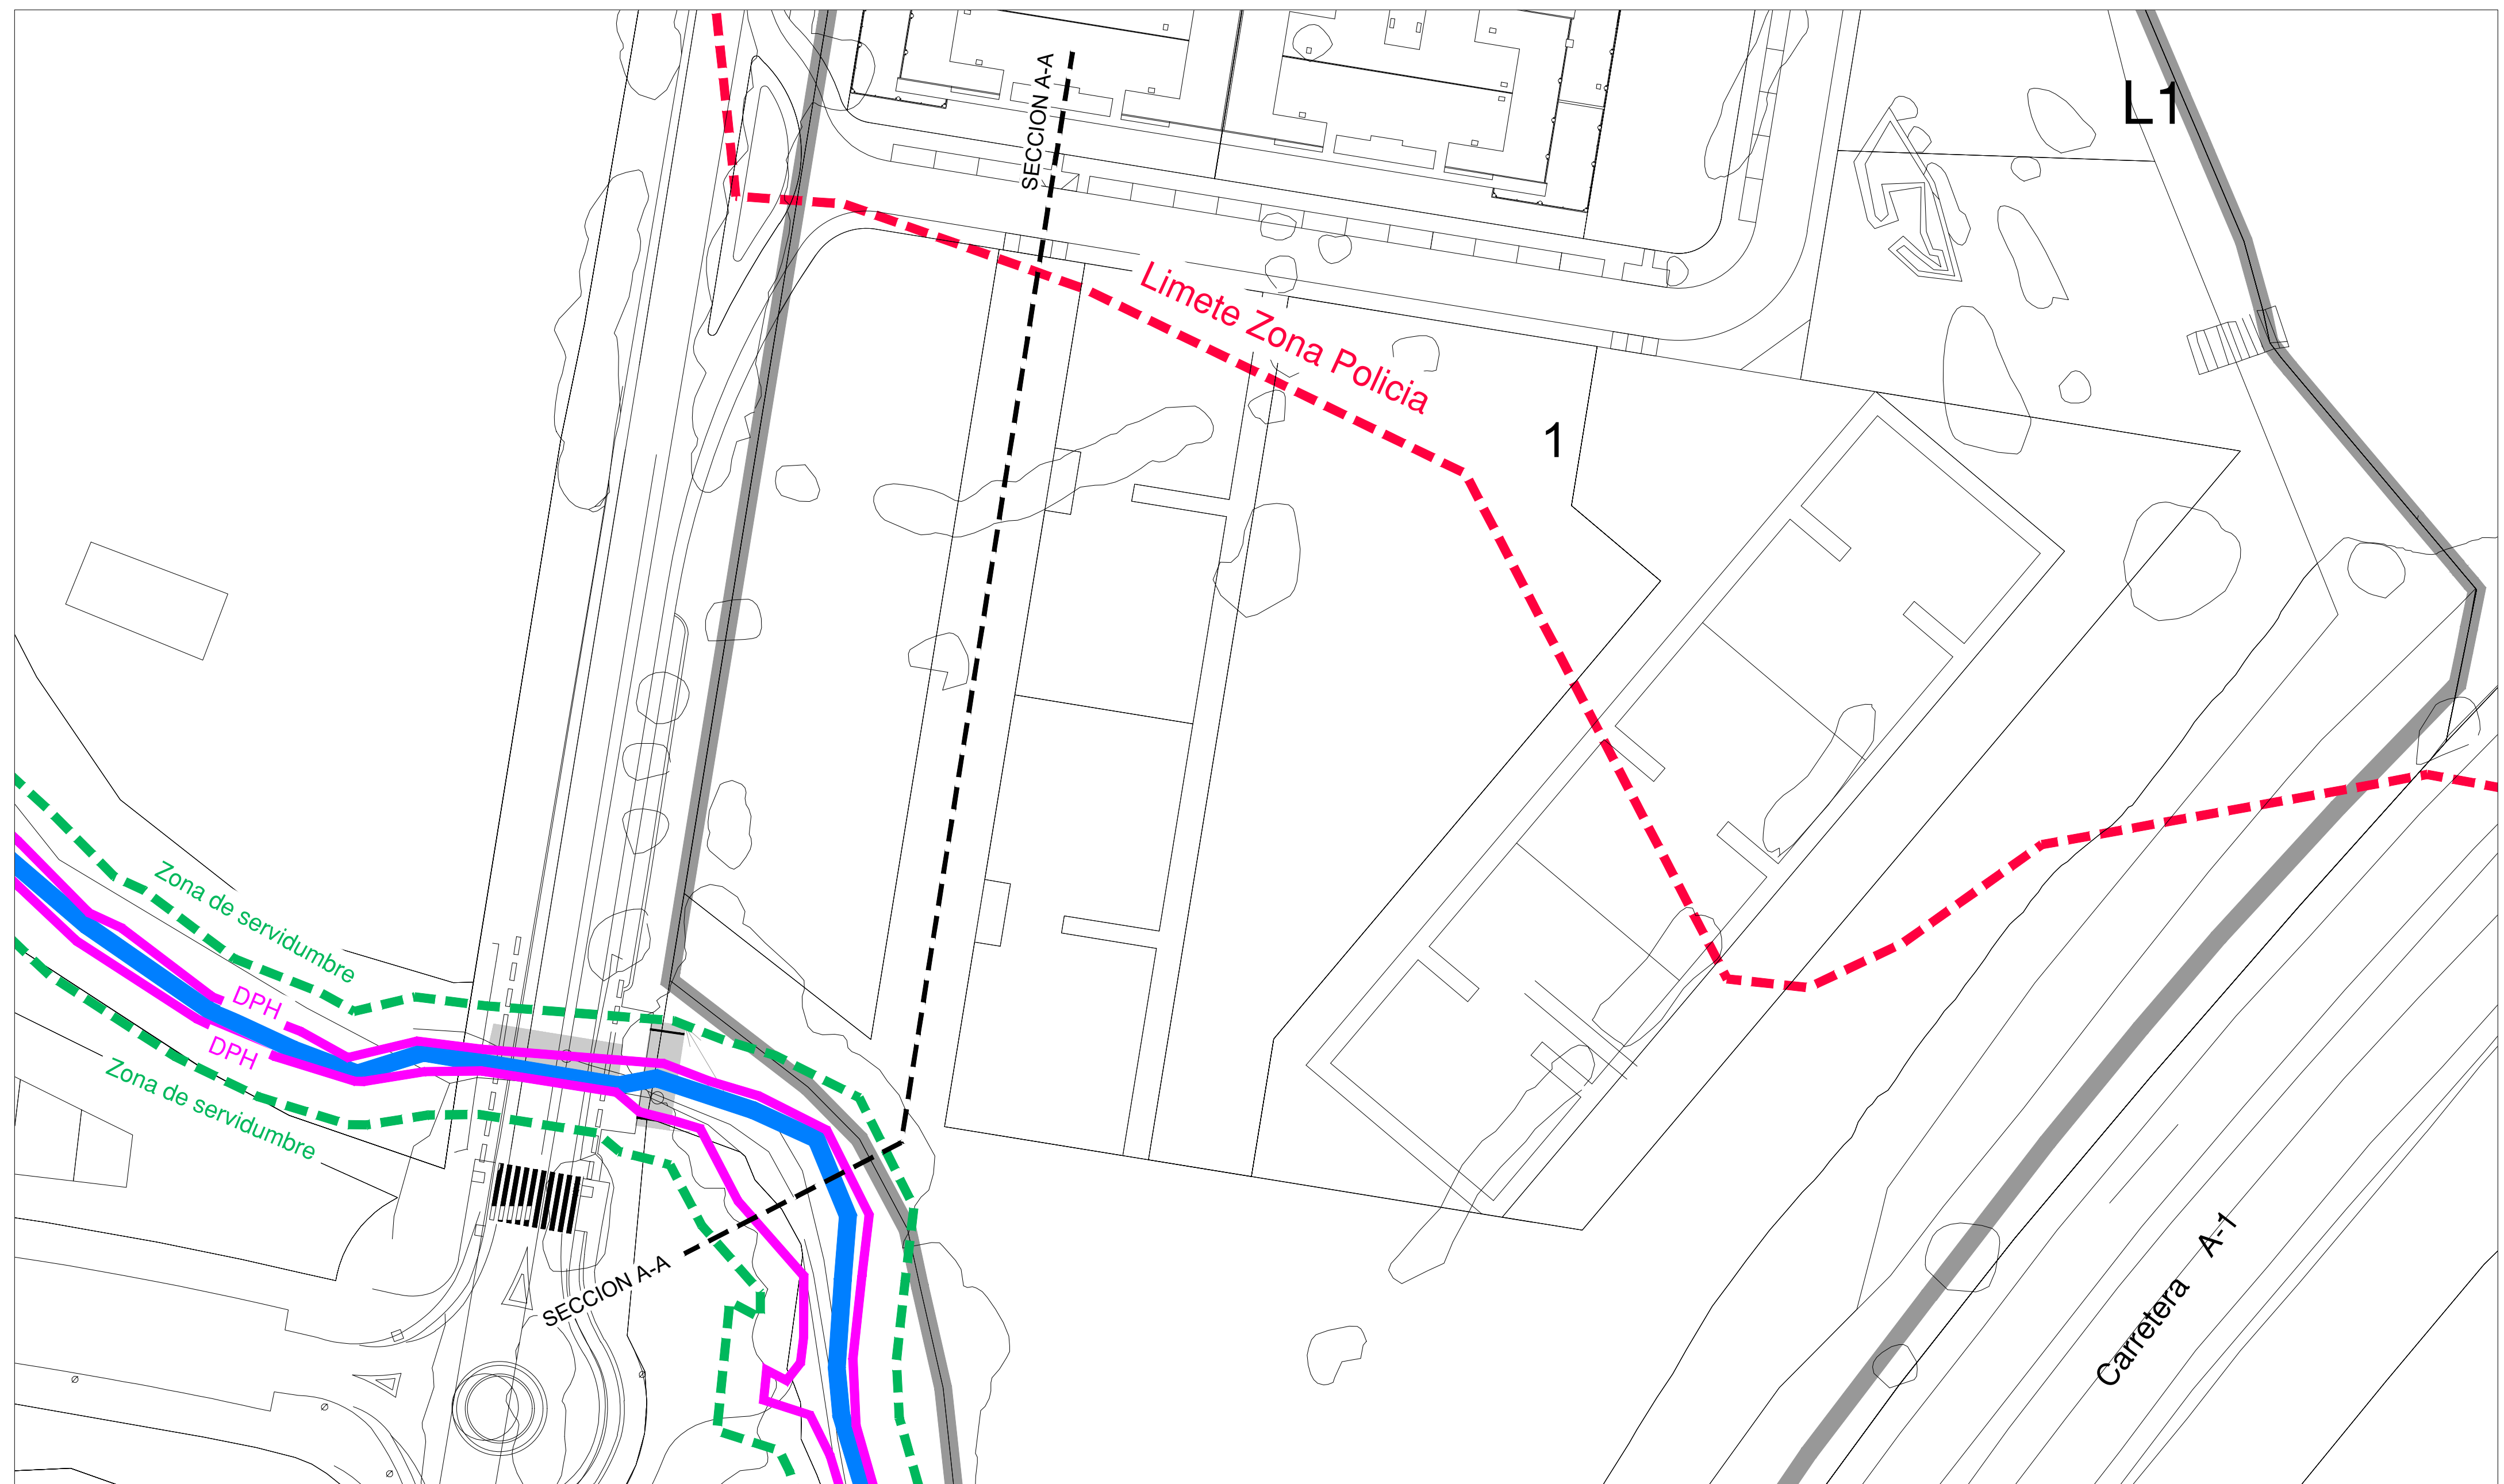 SECCION A-A
L1
Limete Zona Policia
1
Zona de servidumbre
DPH
DPH
Zona de servidumbre
SECCION A-A
Carretera A-1